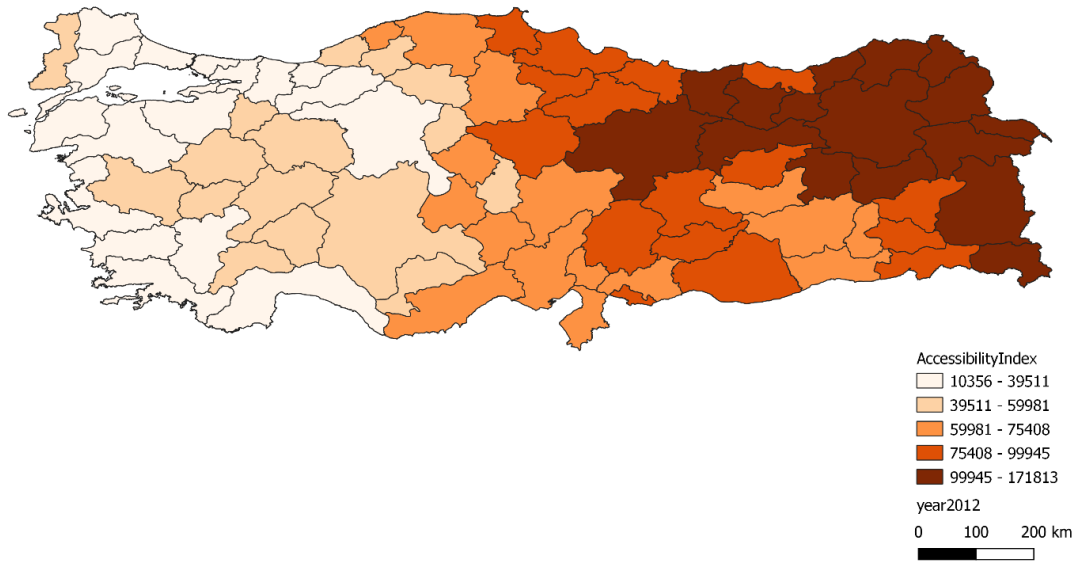 AccessibilityIndex
10356 - 39511
39511 - 59981
59981 - 75408
75408 - 99945
99945 - 171813
year2012
0 100 200 km